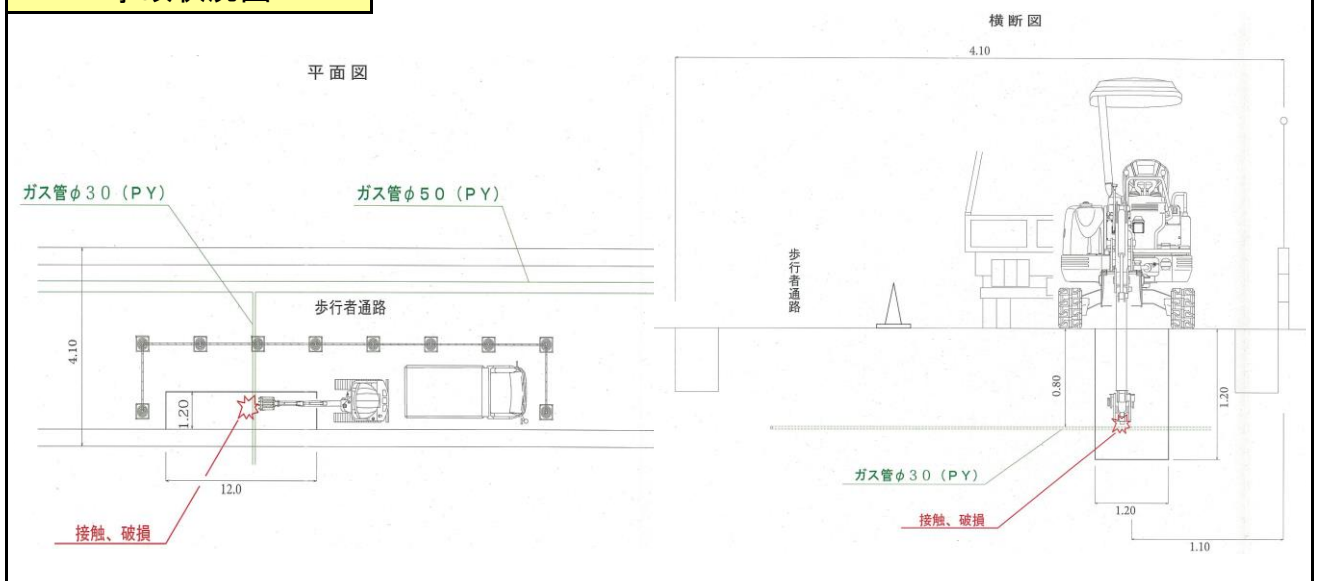 平面図
ガス管φ30（PY）
ガス管φ50（PY）
歩行者通路
4.10
1.20
12.0
接触、破損
横断図
4.10
歩行者通路
0.80
1.20
ガス管φ30（PY）
接触、破損
1.20
1.10